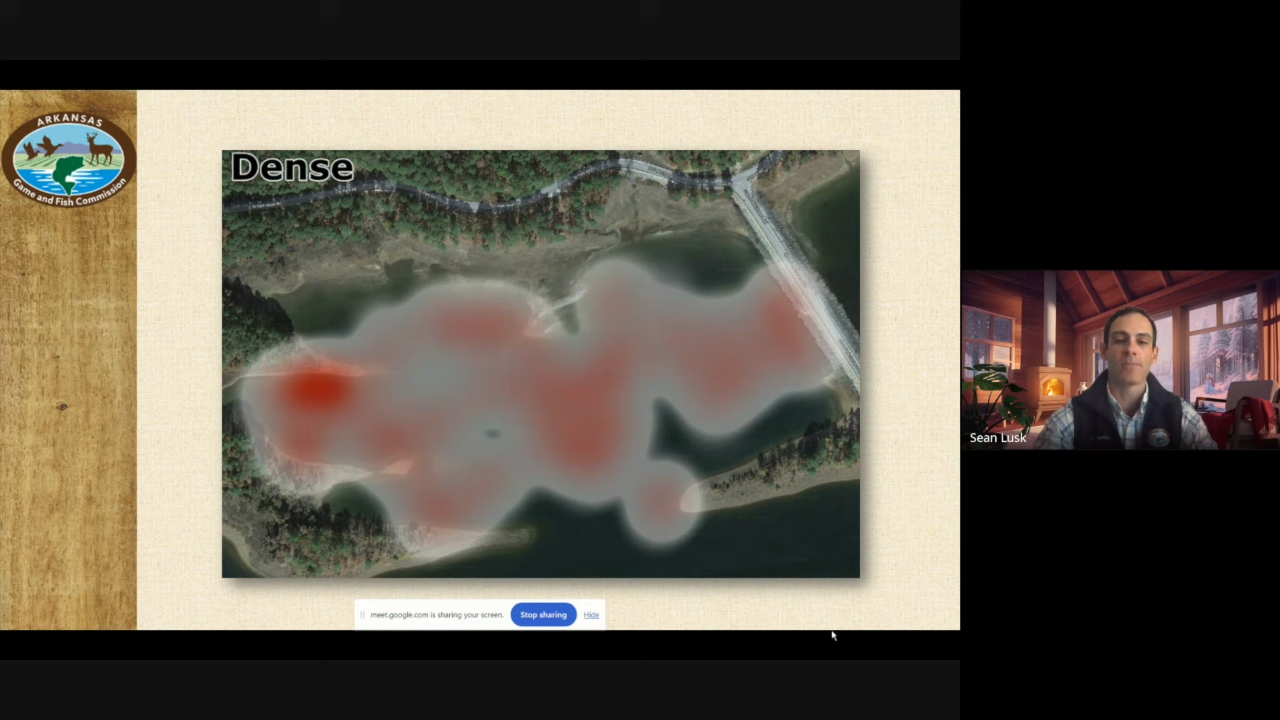 ARKANSAS
Game and Fish Commission
Dense
meet.google.com is sharing your screen.
Stop sharing
Hide
Sean Lusk